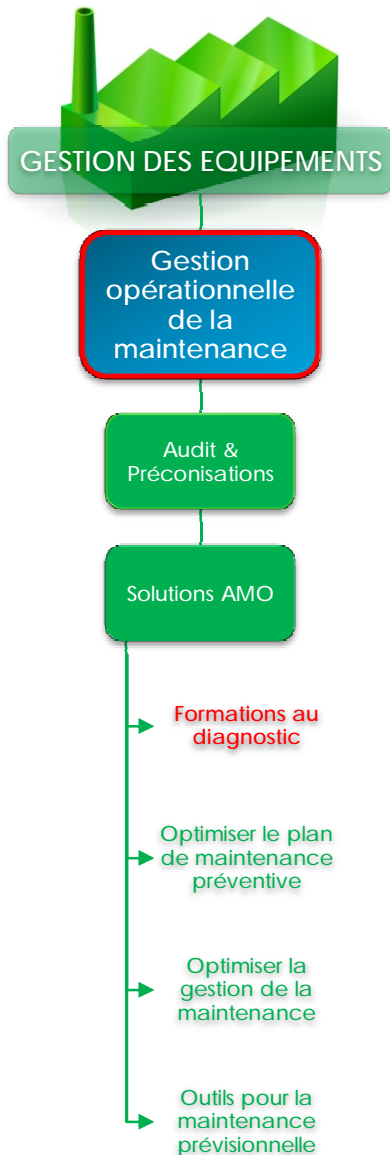 GESTION DES EQUIPEMENTS
Gestion
opérationnelle
de la
maintenance
Audit &
Préconisations
Solutions AMO
Formations au
diagnostic
Optimiser le plan
de maintenance
préventive
Optimiser la
gestion de la
maintenance
Outils pour la
maintenance
prévisionnelle